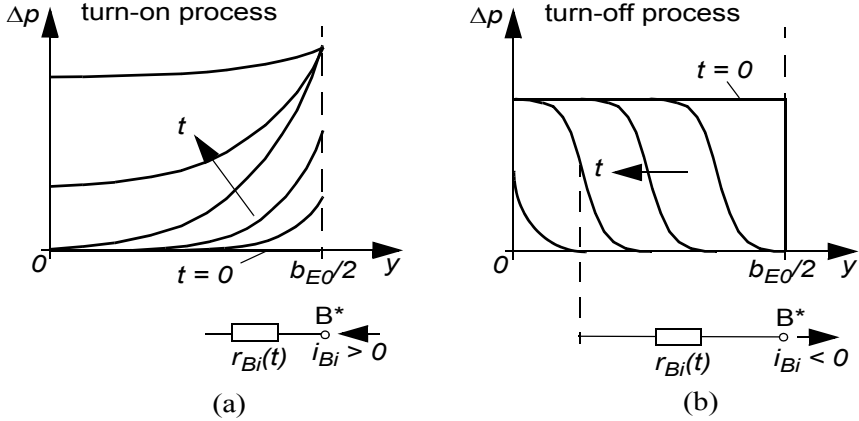 Δp turn-on process
t
0 t = 0 b_E0/2 y
B*
r_Bi(t) i_Bi > 0
(a)
Δp turn-off process
t = 0
t
0 b_E0/2 y
B*
r_Bi(t) i_Bi < 0
(b)